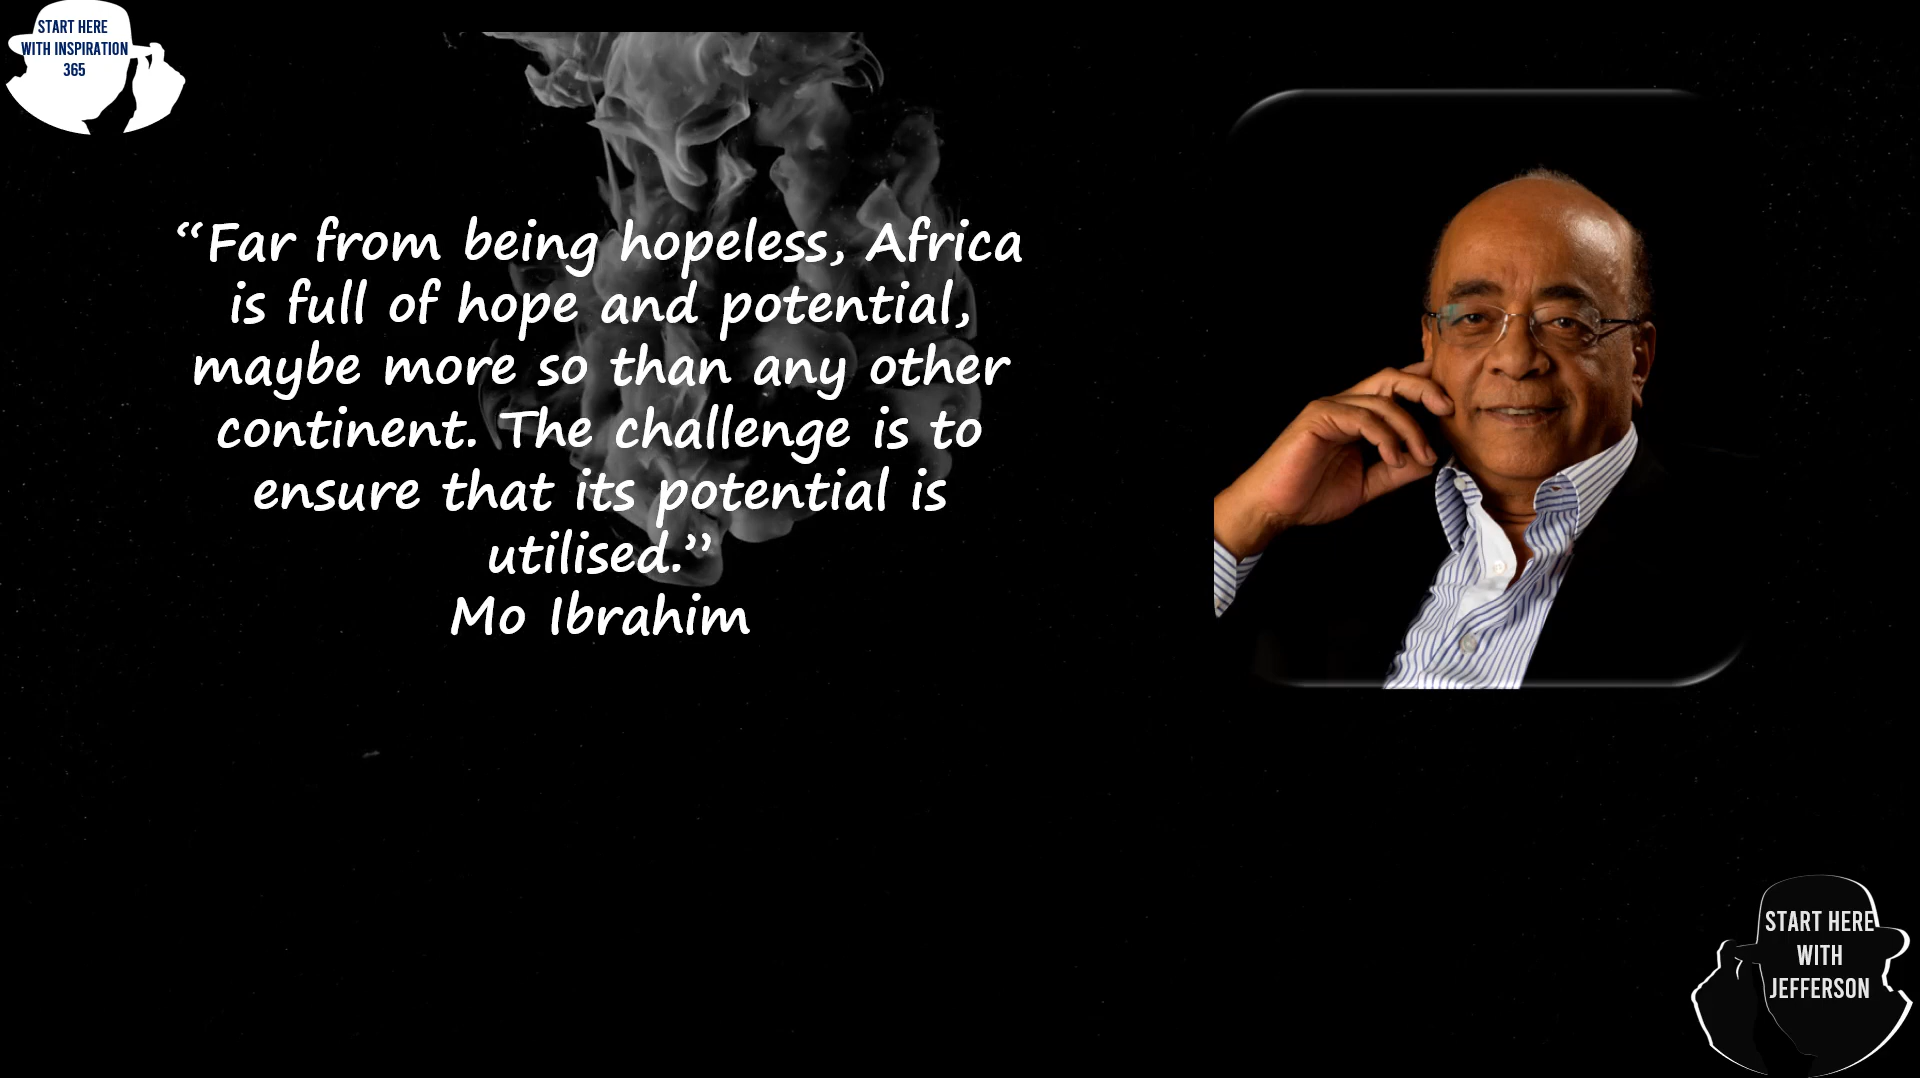 START HERE
WITH INSPIRATION
365
“Far from being hopeless, Africa
is full of hope and potential,
maybe more so than any other
continent. The challenge is to
ensure that its potential is
utilised.”
Mo Ibrahim
START HERE
WITH
JEFFERSON